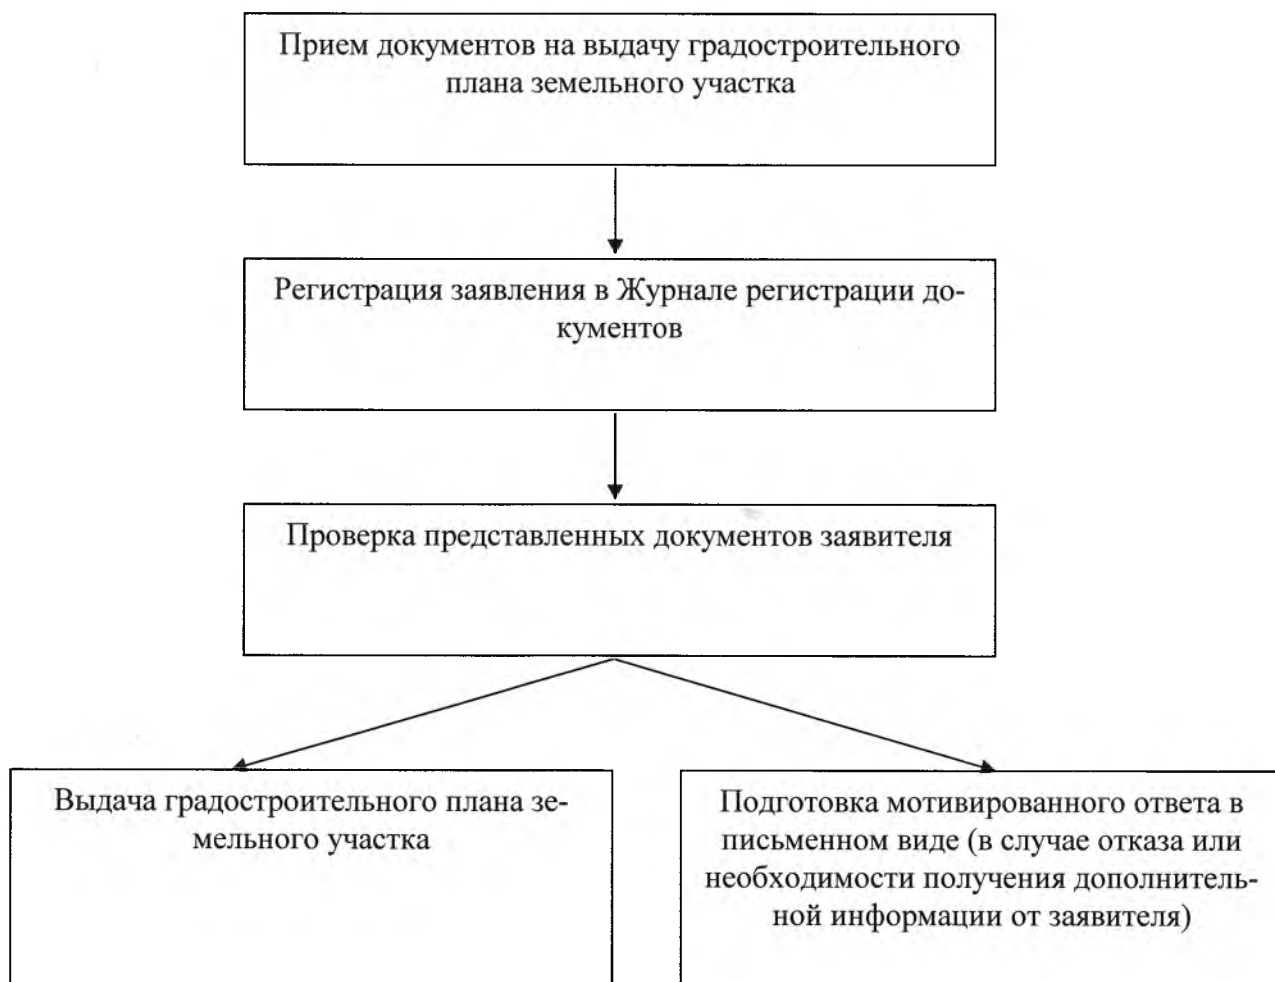 Прием документов на выдачу градостроительного
плана земельного участка
Регистрация заявления в Журнале регистрации до-
кументов
Проверка представленных документов заявителя
Выдача градостроительного плана зе-
мельного участка
Подготовка мотивированного ответа в
письменном виде (в случае отказа или
необходимости получения дополнитель-
ной информации от заявителя)